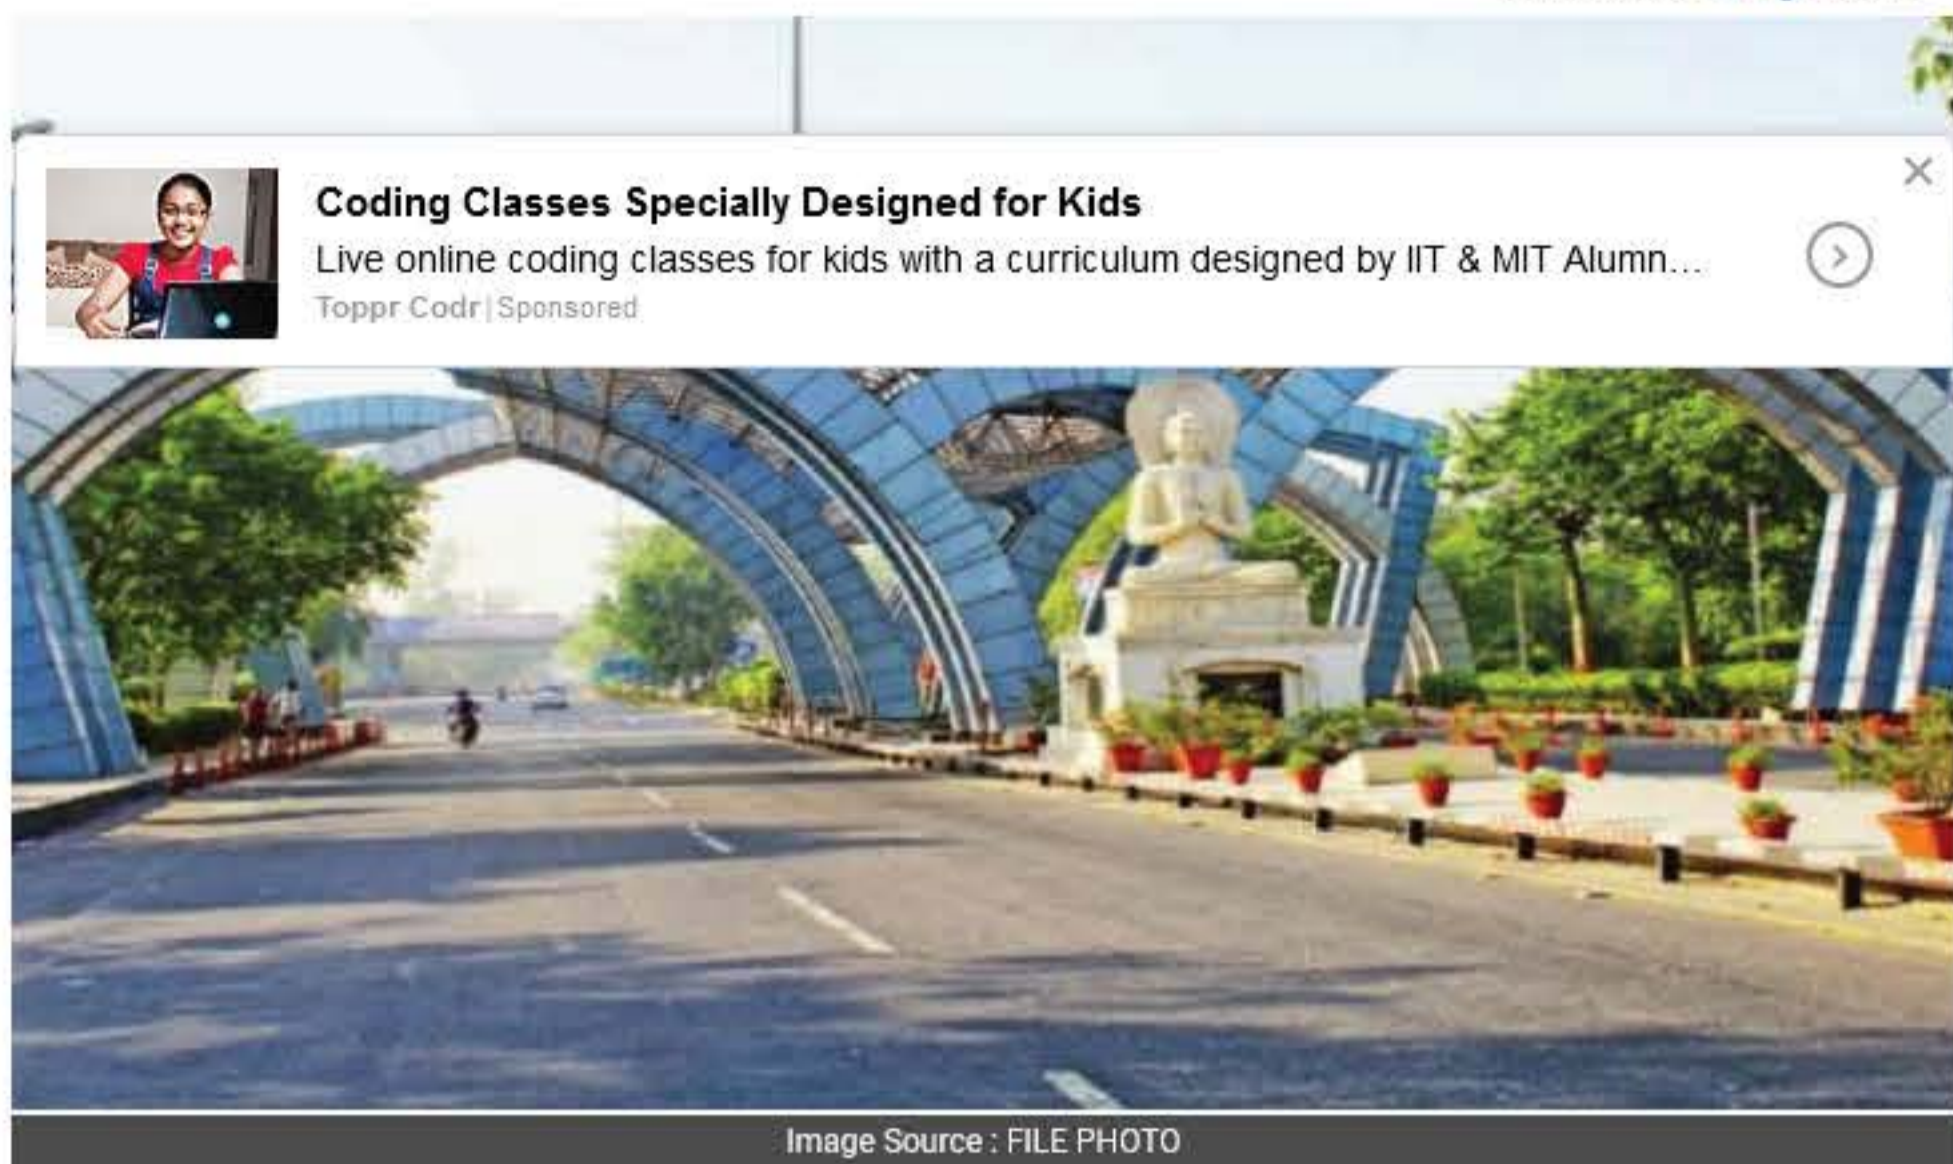 Coding Classes Specially Designed for Kids
Live online coding classes for kids with a curriculum designed by IIT & MIT Alumn...
Toppr Codr | Sponsored
Image Source : FILE PHOTO